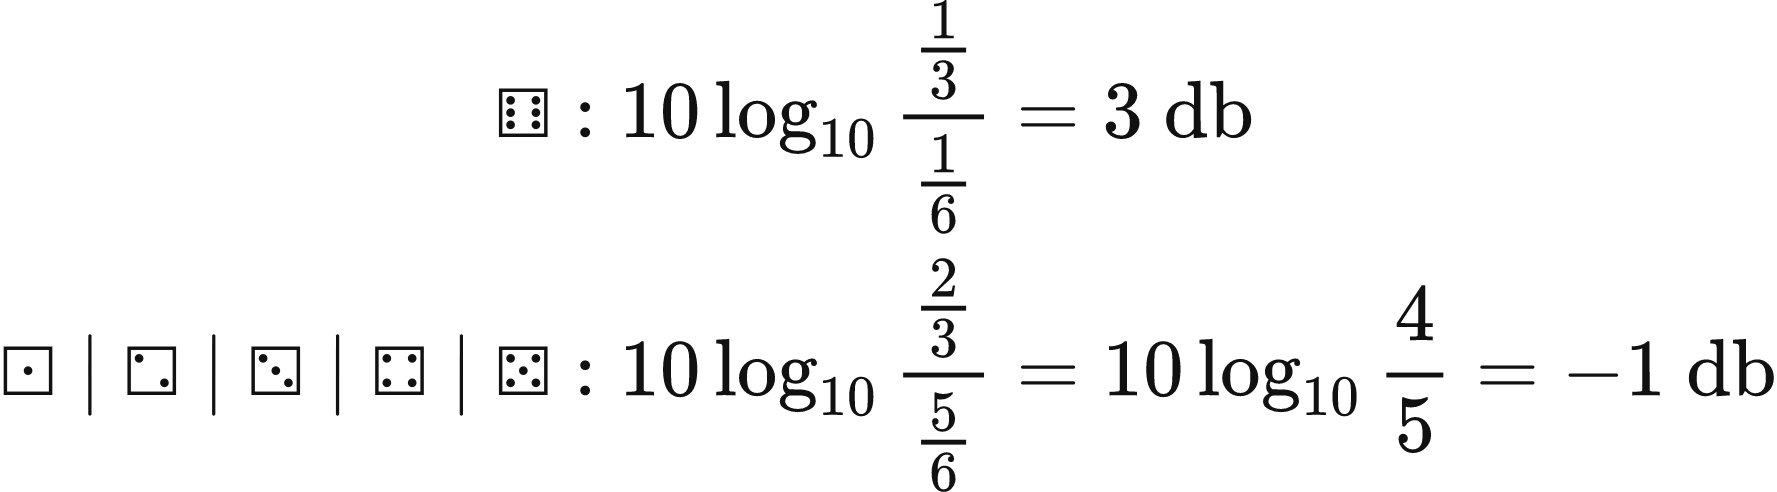 ⚅ : 10 log₁₀ (1/3)/(1/6) = 3 db
⚀ | ⚁ | ⚂ | ⚃ | ⚄ : 10 log₁₀ (2/3)/(5/6) = 10 log₁₀ 4/5 = −1 db